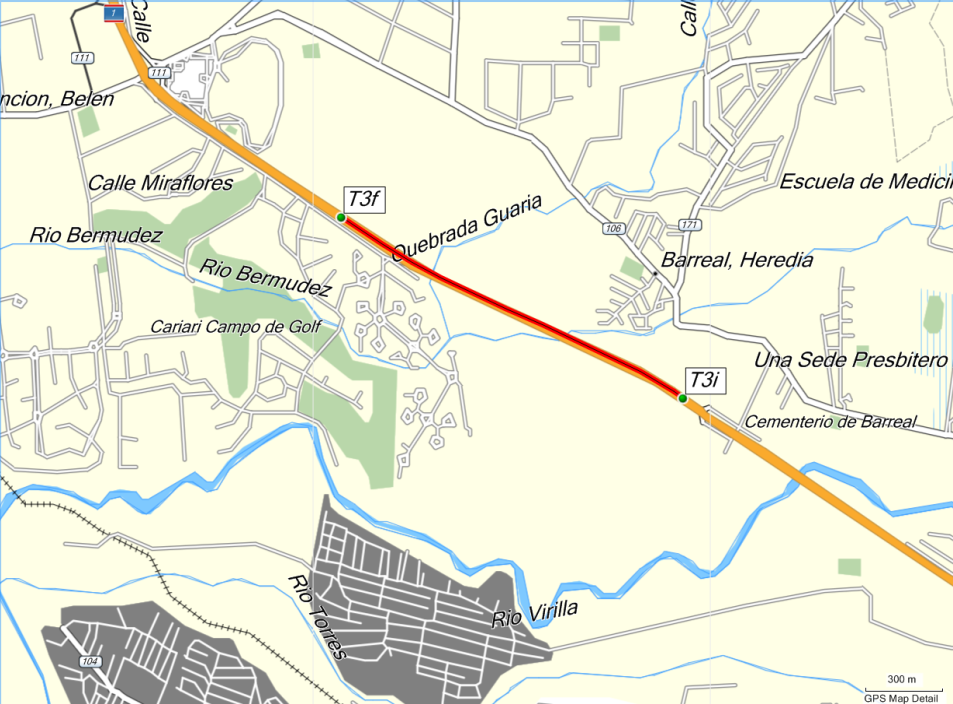 1
Calle
Calle
111
111
ncion, Belen
Calle Miraflores
T3f
Escuela de Medicin
Quebrada Guaria
Rio Bermudez
106
171
Barreal, Heredia
Rio Bermudez
Cariari Campo de Golf
Una Sede Presbitero
T3i
Cementerio de Barreal
Rio Torres
Rio Virilla
104
300 m
GPS Map Detail